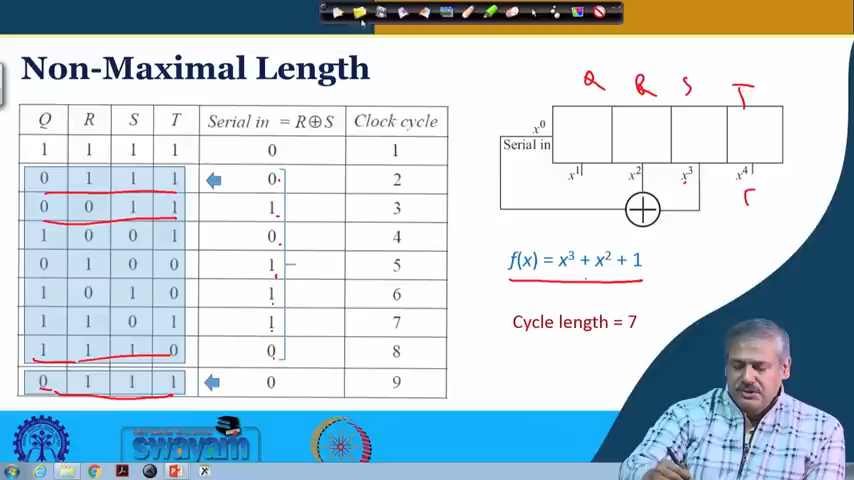 Non-Maximal Length
Q R S T Serial in = R⊕S Clock cycle
1 1 1 1 0 1
0 1 1 1 0 2
0 0 1 1 1 3
1 0 0 1 0 4
0 1 0 0 1 5
1 0 1 0 1 6
1 1 0 1 1 7
1 1 1 0 0 8
0 1 1 1 0 9
Q R S T
x⁰
Serial in
x¹ x² x³ x⁴
f(x) = x³ + x² + 1
Cycle length = 7
swayam